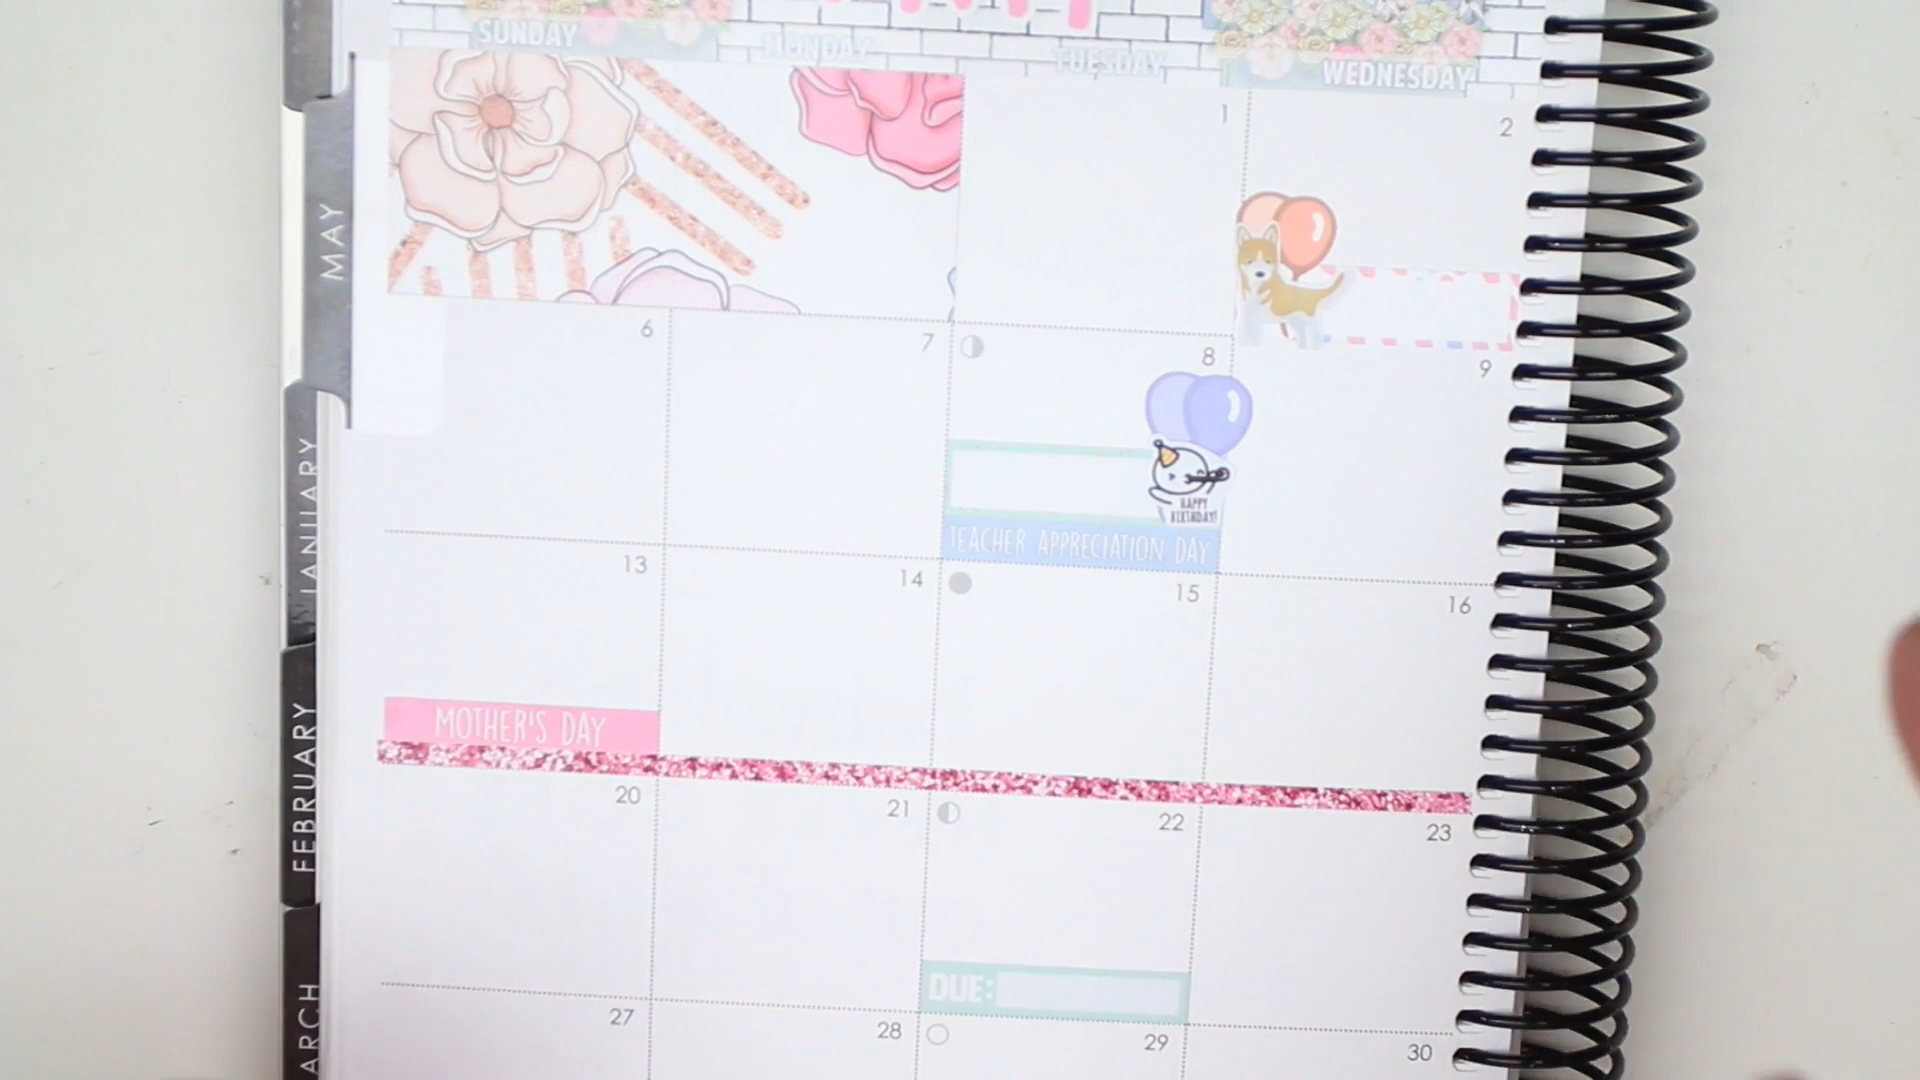 SUNDAY
MONDAY
TUESDAY
WEDNESDAY
1
2
MAY
6
7
8
9
HAPPY
BIRTHDAY!
TEACHER APPRECIATION DAY
JANUARY
13
14
15
16
MOTHER'S DAY
FEBRUARY
20
21
22
23
DUE:
27
28
29
30
ARCH